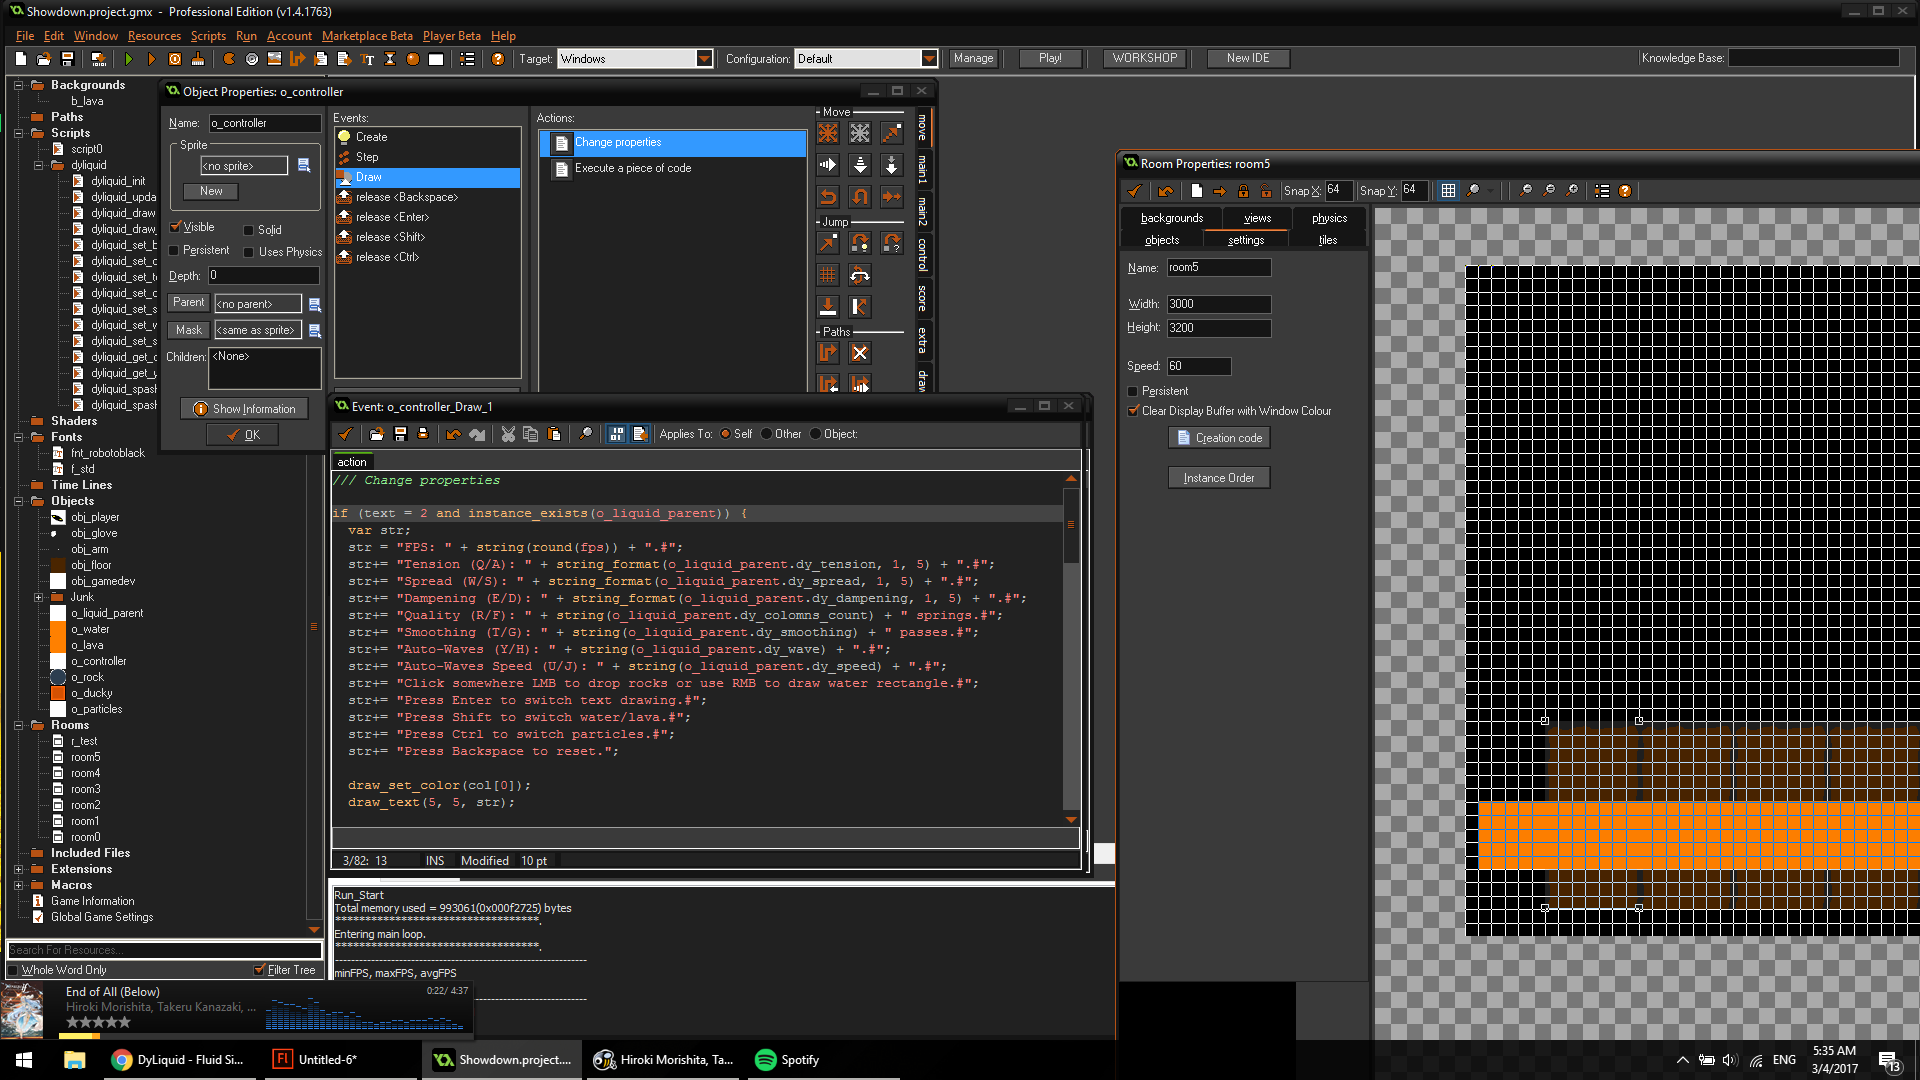 Showdown.project.gmx - Professional Edition (v1.4.1763)
File Edit Window Resources Scripts Run Account Marketplace Beta Player Beta Help
Target: Windows Configuration: Default Manage Play! WORKSHOP New IDE Knowledge Base:
Backgrounds
b_lava
Paths
Scripts
script0
dyliquid
dyliquid_init
dyliquid_upda
dyliquid_draw
dyliquid_draw_
dyliquid_set_b
dyliquid_set_c
dyliquid_set_t
dyliquid_set_c
dyliquid_set_s
dyliquid_set_w
dyliquid_set_s
dyliquid_get_c
dyliquid_get_y
dyliquid_spash
dyliquid_spash
Shaders
Fonts
fnt_robotoblack
f_std
Time Lines
Objects
obj_player
obj_glove
obj_arm
obj_floor
obj_gamedev
Junk
o_liquid_parent
o_water
o_lava
o_controller
o_rock
o_ducky
o_particles
Rooms
r_test
room5
room4
room3
room2
room1
room0
Included Files
Extensions
Macros
Game Information
Global Game Settings
Search For Resources...
Whole Word Only Filter Tree
Object Properties: o_controller
Name: o_controller
Sprite
<no sprite>
New
Visible Solid
Persistent Uses Physics
Depth: 0
Parent <no parent>
Mask <same as sprite>
Children: <None>
Show Information
OK
Events:
Create
Step
Draw
release <Backspace>
release <Enter>
release <Shift>
release <Ctrl>
Actions:
Change properties
Execute a piece of code
Move
Jump
Paths
move
main1
main2
control
score
extra
draw
Event: o_controller_Draw_1
Applies To: Self Other Object:
action
/// Change properties
if (text = 2 and instance_exists(o_liquid_parent)) {
var str;
str = "FPS: " + string(round(fps)) + ".#";
str+= "Tension (Q/A): " + string_format(o_liquid_parent.dy_tension, 1, 5) + ".#";
str+= "Spread (W/S): " + string_format(o_liquid_parent.dy_spread, 1, 5) + ".#";
str+= "Dampening (E/D): " + string_format(o_liquid_parent.dy_dampening, 1, 5) + ".#";
str+= "Quality (R/F): " + string(o_liquid_parent.dy_colomns_count) + " springs.#";
str+= "Smoothing (T/G): " + string(o_liquid_parent.dy_smoothing) + " passes.#";
str+= "Auto-Waves (Y/H): " + string(o_liquid_parent.dy_wave) + ".#";
str+= "Auto-Waves Speed (U/J): " + string(o_liquid_parent.dy_speed) + ".#";
str+= "Click somewhere LMB to drop rocks or use RMB to draw water rectangle.#";
str+= "Press Enter to switch text drawing.#";
str+= "Press Shift to switch water/lava.#";
str+= "Press Ctrl to switch particles.#";
str+= "Press Backspace to reset.";
draw_set_color(col[0]);
draw_text(5, 5, str);
3/82: 13 INS Modified 10 pt
Run_Start
Total memory used = 993061(0x000f2725) bytes
**********************************.
Entering main loop.
**********************************.
minFPS, maxFPS, avgFPS
Room Properties: room5
Snap X: 64 Snap Y: 64
backgrounds views physics
objects settings tiles
Name: room5
Width: 3000
Height: 3200
Speed: 60
Persistent
Clear Display Buffer with Window Colour
Creation code
Instance Order
End of All (Below) 0:22/ 4:37
Hiroki Morishita, Takeru Kanazaki, ...
DyLiquid - Fluid Si... Untitled-6* Showdown.project.... Hiroki Morishita, Ta... Spotify
ENG
5:35 AM
3/4/2017
13